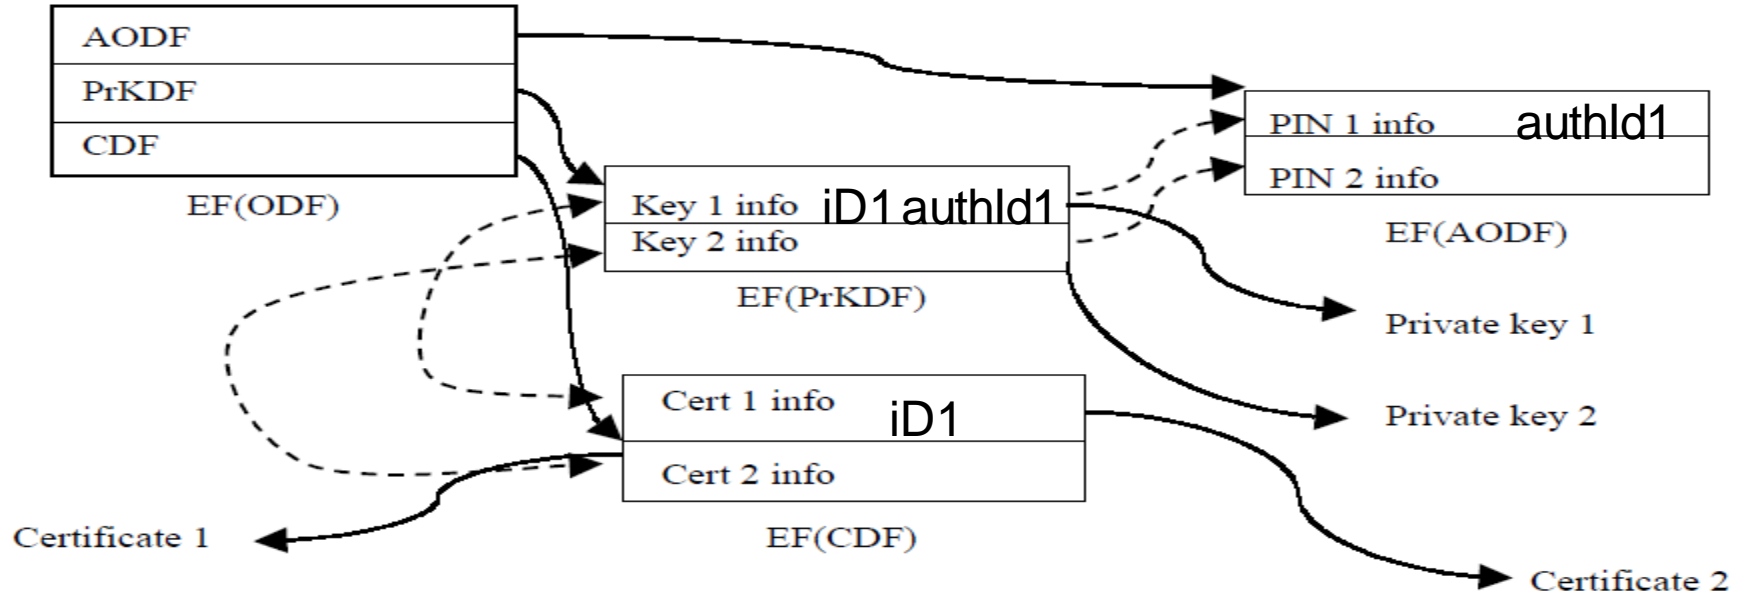 AODF
PrKDF
CDF
EF(ODF)
PIN 1 info authId1
PIN 2 info
EF(AODF)
Key 1 info iD1 authId1
Key 2 info
EF(PrKDF)
Private key 1
Private key 2
Cert 1 info iD1
Cert 2 info
EF(CDF)
Certificate 1
Certificate 2